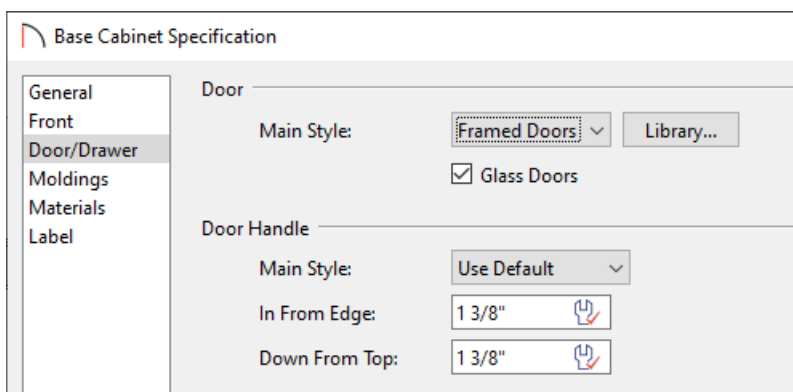 Base Cabinet Specification
General
Front
Door/Drawer
Moldings
Materials
Label
Door
Main Style: Framed Doors Library...
Glass Doors
Door Handle
Main Style: Use Default
In From Edge: 1 3/8"
Down From Top: 1 3/8"